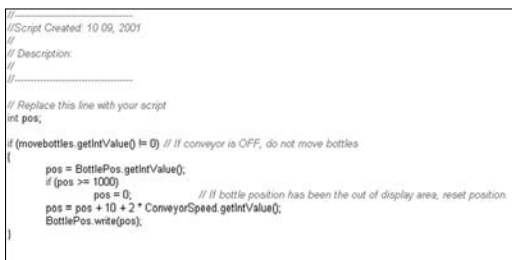 //-----------------------------------
//Script Created: 10 09, 2001
//
// Description:
//
//-----------------------------------
// Replace this line with your script
int pos;
if (movebottles.getIntValue() != 0) // If conveyor is OFF, do not move bottles
{
pos = BottlePos.getIntValue();
if (pos >= 1000)
pos = 0; // If bottle position has been the out of display area, reset position.
pos = pos + 10 + 2 * ConveyorSpeed.getIntValue();
BottlePos.write(pos);
}